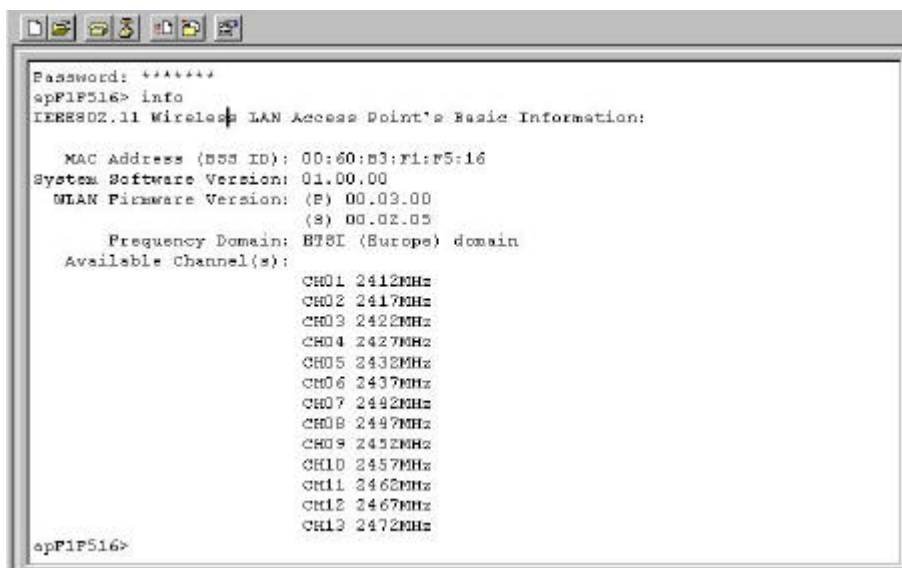 Password: *******
apF1F516> info
IEEE802.11 Wireless LAN Access Point's Basic Information:
MAC Address (BSS ID): 00:60:B3:F1:F5:16
System Software Version: 01.00.00
WLAN Firmware Version: (P) 00.03.00
(S) 00.02.05
Frequency Domain: ETSI (Europe) domain
Available Channel(s):
CH01 2412MHz
CH02 2417MHz
CH03 2422MHz
CH04 2427MHz
CH05 2432MHz
CH06 2437MHz
CH07 2442MHz
CH08 2447MHz
CH09 2452MHz
CH10 2457MHz
CH11 2462MHz
CH12 2467MHz
CH13 2472MHz
apF1F516>